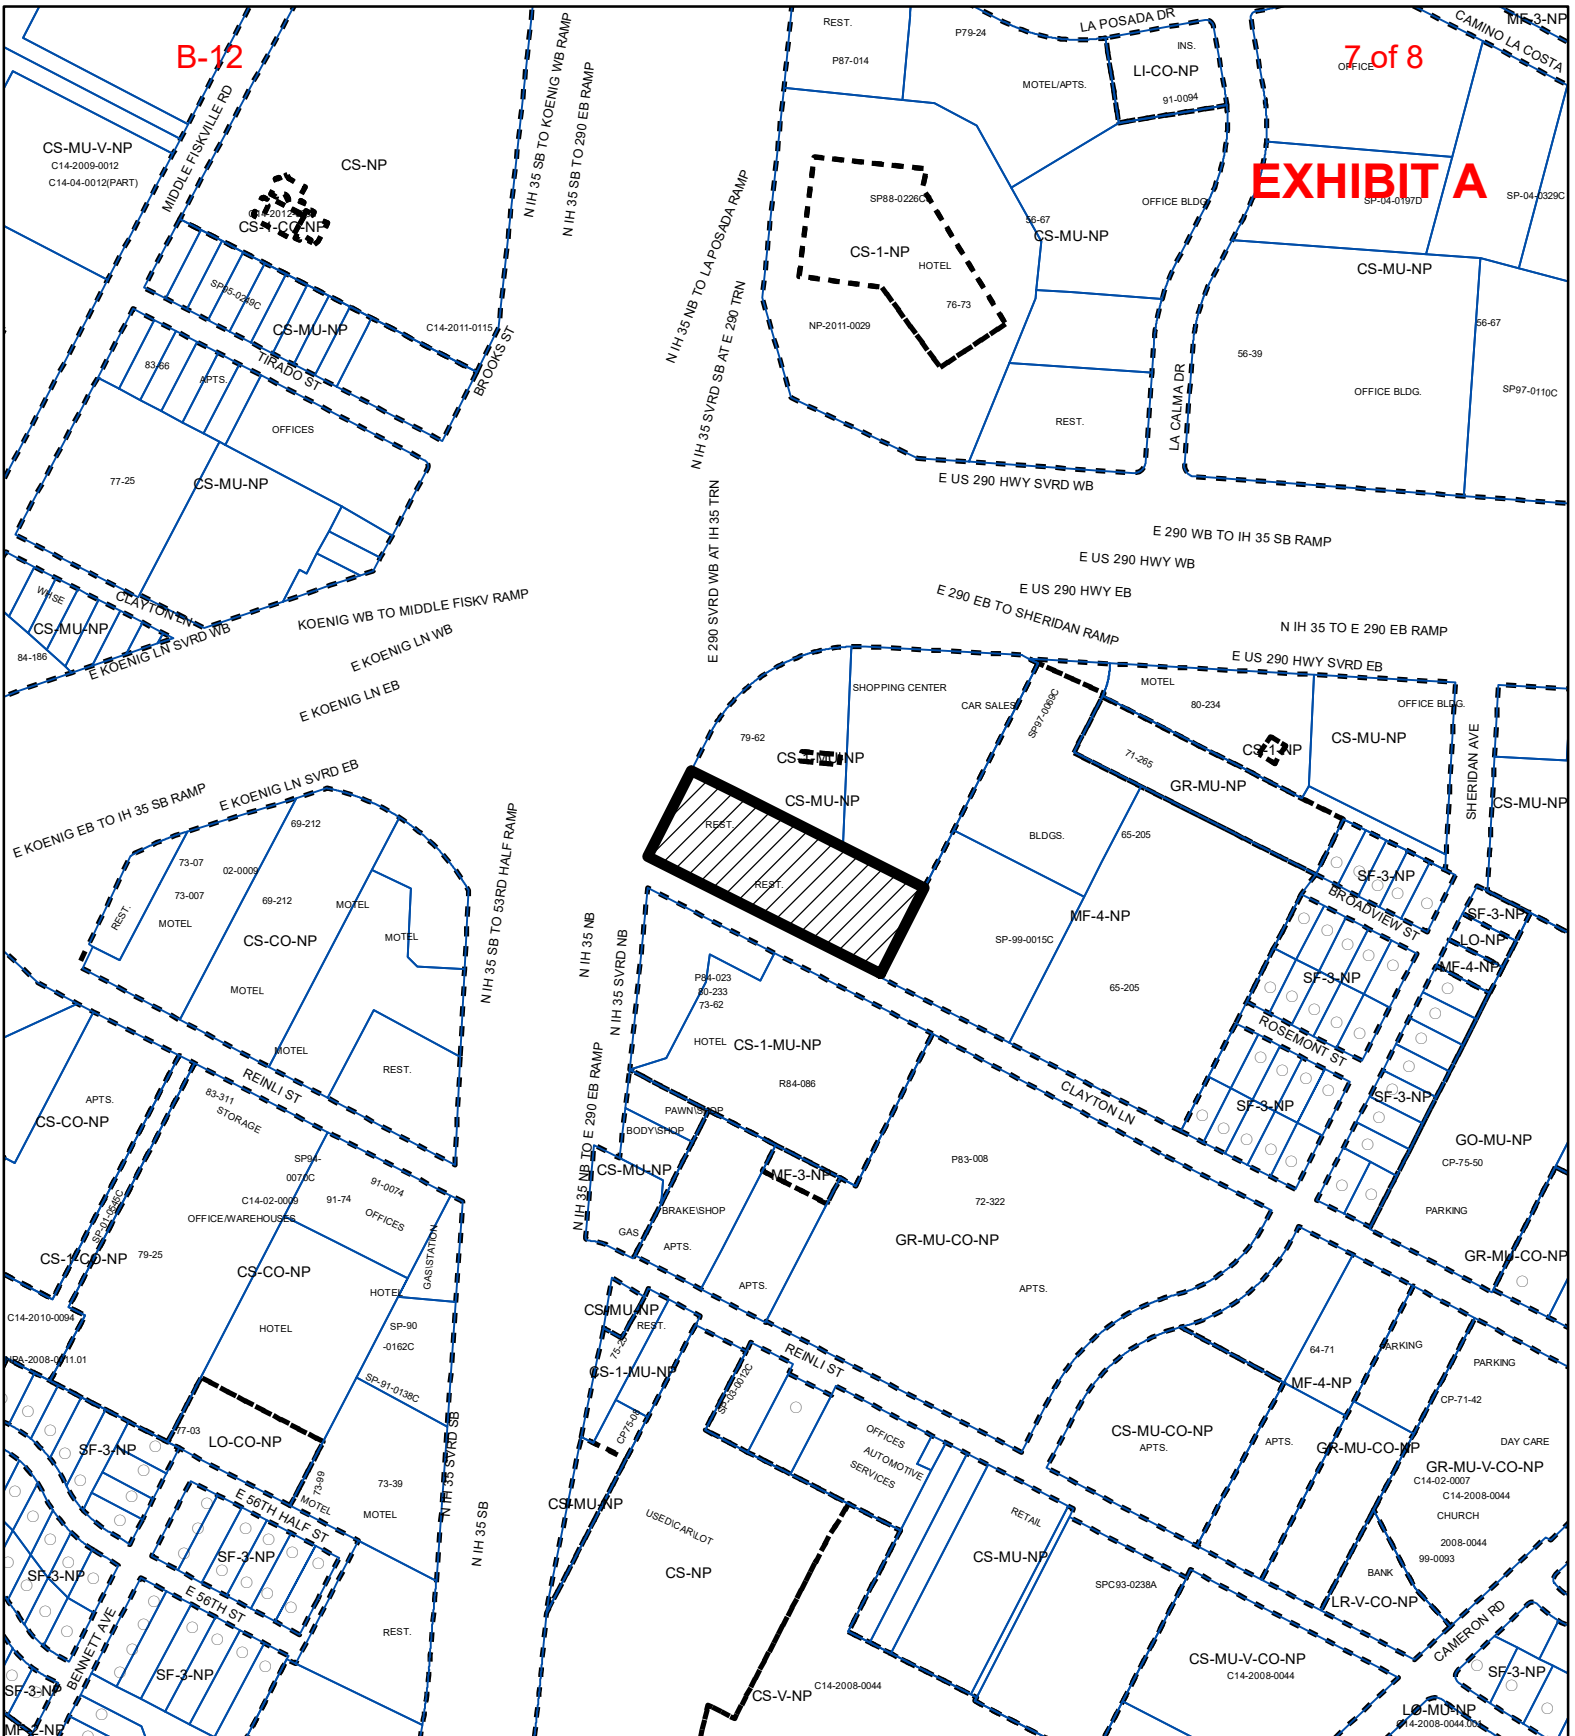 B-12
7 of 8
EXHIBIT A
REST.
P87-014
P79-24
LA POSADA DR
INS.
LI-CO-NP
91-0094
MOTEL/APTS.
OFFICE
CAMINO LA COSTA
MF-3-NP
MIDDLE FISKVILLE RD
CS-MU-V-NP
C14-2009-0012
C14-04-0012(PART)
CS-NP
CS-1-CO-NP
N IH 35 SB TO KOENIG WB RAMP
N IH 35 SB TO 290 EB RAMP
SP88-0226C
CS-1-NP
HOTEL
76-73
NP-2011-0029
56-67
CS-MU-NP
OFFICE BLDG
SP-04-0197D
SP-04-0329C
CS-MU-NP
56-67
56-39
OFFICE BLDG.
SP97-0110C
SP95-0249C
CS-MU-NP
C14-2011-0115
BROOKS ST
TIRADO ST
83-66
APTS.
OFFICES
77-25
CS-MU-NP
N IH 35 NB TO LA POSADA RAMP
N IH 35 SVRD SB AT E 290 TRN
REST.
LA CALMA DR
E US 290 HWY SVRD WB
E 290 SVRD WB AT IH 35 TRN
E 290 WB TO IH 35 SB RAMP
E US 290 HWY WB
E US 290 HWY EB
E 290 EB TO SHERIDAN RAMP
N IH 35 TO E 290 EB RAMP
E US 290 HWY SVRD EB
WHSE
CLAYTON LN
CS-MU-NP
84-186
E KOENIG LN SVRD WB
KOENIG WB TO MIDDLE FISKV RAMP
E KOENIG LN WB
E KOENIG LN EB
SHOPPING CENTER
CAR SALES
SP97-0069C
MOTEL
80-234
OFFICE BLDG.
CS-1-NP
CS-MU-NP
SHERIDAN AVE
79-62
CS-1-MU-NP
CS-MU-NP
71-265
GR-MU-NP
CS-MU-NP
REST.
REST.
BLDGS.
65-205
E KOENIG EB TO IH 35 SB RAMP
E KOENIG LN SVRD EB
69-212
73-07
02-0009
73-007
69-212
MOTEL
REST.
MOTEL
CS-CO-NP
MOTEL
MOTEL
MOTEL
REST.
N IH 35 SB TO 53RD HALF RAMP
N IH 35 NB
N IH 35 SVRD NB
N IH 35 NB TO E 290 EB RAMP
SF-3-NP
BROADVIEW ST
MF-4-NP
SP-99-0015C
65-205
SF-3-NP
LO-NP
MF-4-NP
SF-3-NP
ROSEMONT ST
SF-3-NP
SF-3-NP
P84-023
80-233
73-62
HOTEL
CS-1-MU-NP
R84-086
CLAYTON LN
REINLI ST
83-311
STORAGE
APTS.
CS-CO-NP
PAWN\SHOP
BODY\SHOP
CS-MU-NP
MF-3-NP
BRAKE\SHOP
GAS
APTS.
APTS.
P83-008
72-322
GR-MU-CO-NP
APTS.
GO-MU-NP
CP-75-50
PARKING
GR-MU-CO-NP
SP94-
0070C
C14-02-0009
91-74
91-0074
OFFICES
OFFICE/WAREHOUSES
SP-01-0545C
CS-1-CO-NP
79-25
CS-CO-NP
GAS\STATION
HOTEL
HOTEL
SP-90
-0162C
SP-91-0138C
C14-2010-0094
CS-MU-NP
REST.
75-25
CS-1-MU-NP
SP-03-0012C
REINLI ST
64-71
MF-4-NP
PARKING
PARKING
CP-71-42
77-03
LO-CO-NP
73-99
MOTEL
73-39
MOTEL
N IH 35 SVRD SB
N IH 35 SB
SF-3-NP
E 56TH HALF ST
SF-3-NP
SF-3-NP
E 56TH ST
BENNETT AVE
SF-3-NP
SF-3-NP
MF-2-NP
REST.
CS-MU-NP
USED\CAR\LOT
CS-NP
OFFICES
AUTOMOTIVE
SERVICES
CS-MU-CO-NP
APTS.
APTS.
GR-MU-CO-NP
DAY CARE
GR-MU-V-CO-NP
C14-02-0007
C14-2008-0044
CHURCH
2008-0044
99-0093
BANK
LR-V-CO-NP
RETAIL
CS-MU-NP
SPC93-0238A
CAMERON RD
CS-MU-V-CO-NP
C14-2008-0044
SF-3-NP
CS-V-NP
C14-2008-0044
LO-MU-NP
C14-2008-0044.001